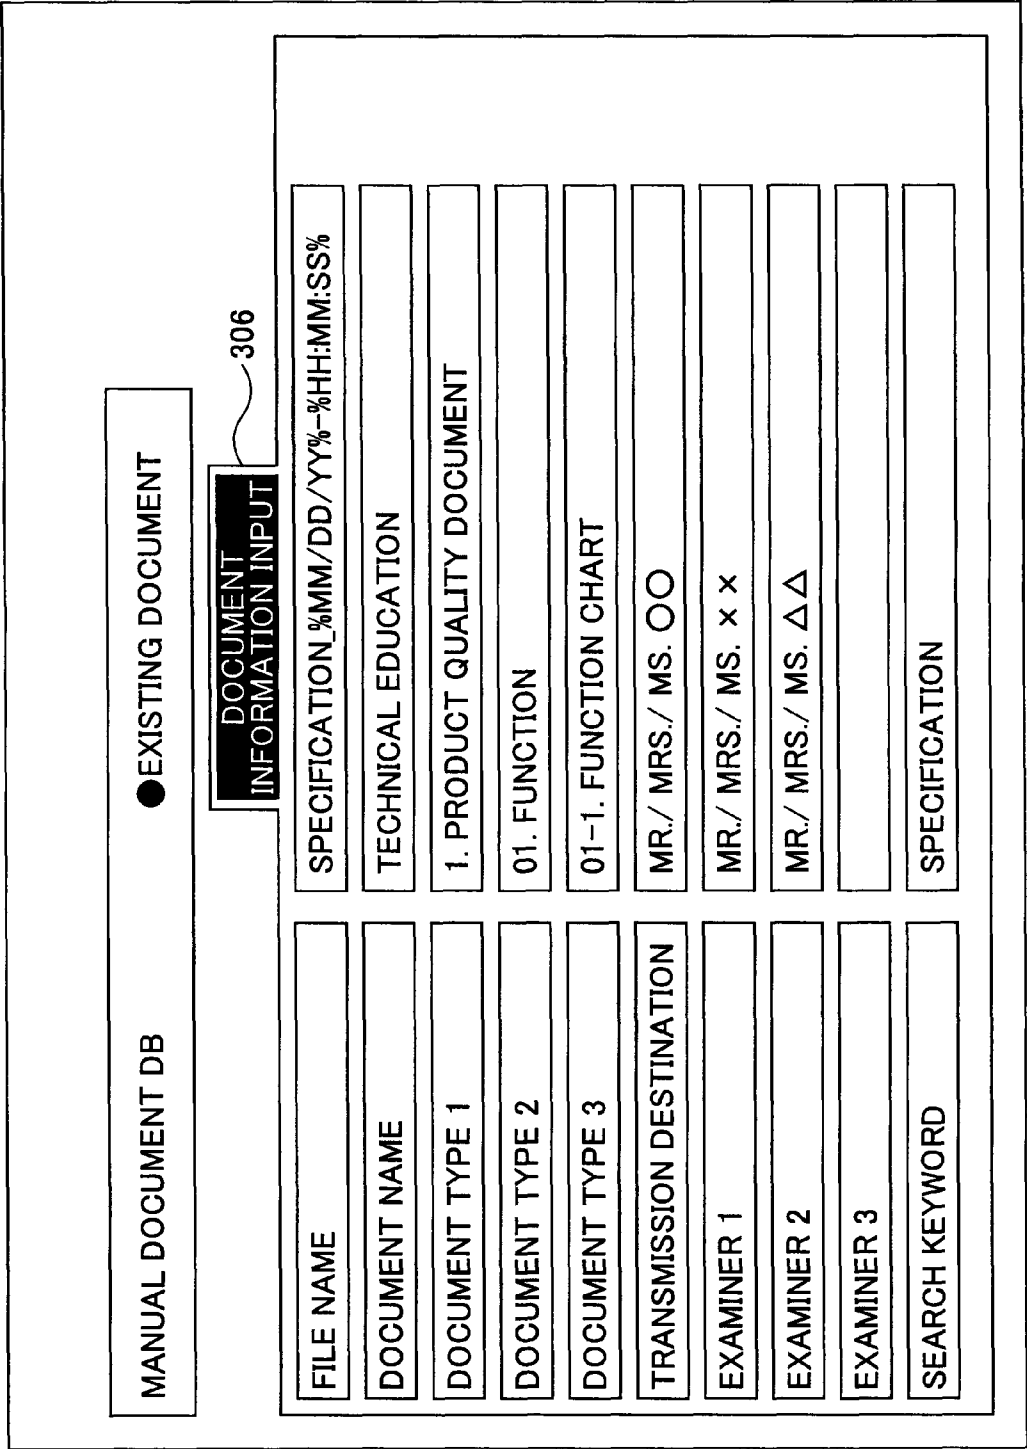 MANUAL DOCUMENT DB ●EXISTING DOCUMENT
DOCUMENT
INFORMATION INPUT
306
FILE NAME SPECIFICATION_%MM/DD/YY%-%HH:MM:SS%
DOCUMENT NAME TECHNICAL EDUCATION
DOCUMENT TYPE 1 1. PRODUCT QUALITY DOCUMENT
DOCUMENT TYPE 2 01. FUNCTION
DOCUMENT TYPE 3 01-1. FUNCTION CHART
TRANSMISSION DESTINATION MR./ MRS./ MS. ○○
EXAMINER 1 MR./ MRS./ MS. ××
EXAMINER 2 MR./ MRS./ MS. △△
EXAMINER 3
SEARCH KEYWORD SPECIFICATION